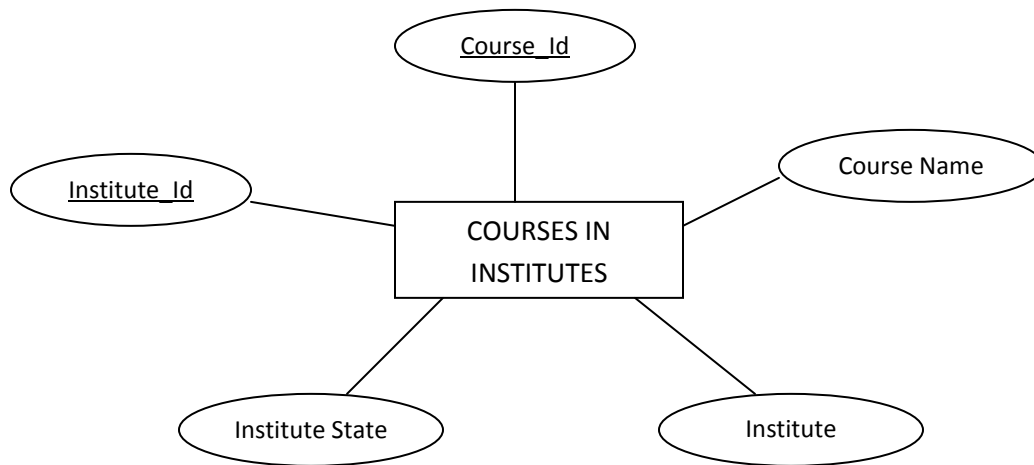 Course_Id
Course Name
Institute_Id
COURSES IN
INSTITUTES
Institute State
Institute